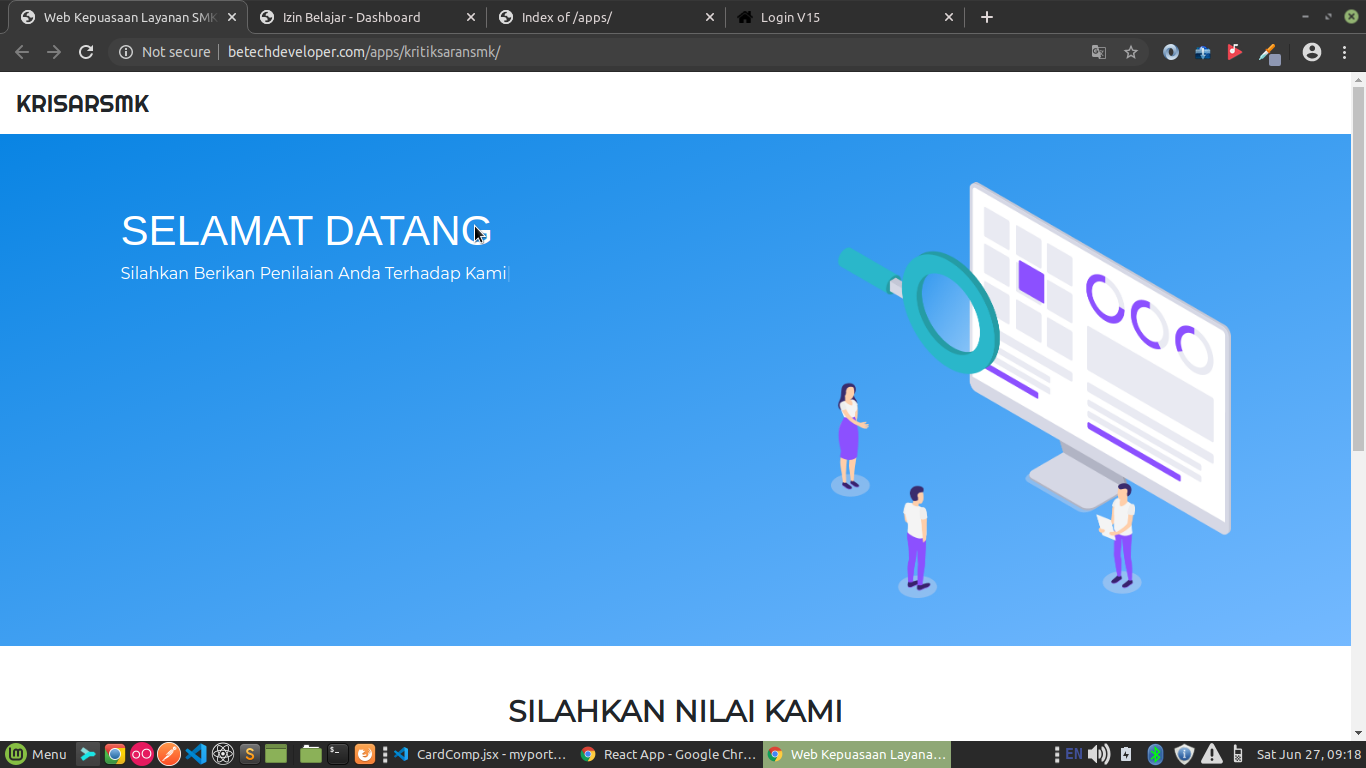 Web Kepuasaan Layanan SMK
Izin Belajar - Dashboard
Index of /apps/
Login V15
Not secure
betechdeveloper.com/apps/kritiksaransmk/
KRISARSMK
SELAMAT DATANG
Silahkan Berikan Penilaian Anda Terhadap Kami
SILAHKAN NILAI KAMI
Menu
CardComp.jsx - myport...
React App - Google Chr...
Web Kepuasaan Layana...
EN
Sat Jun 27, 09:18